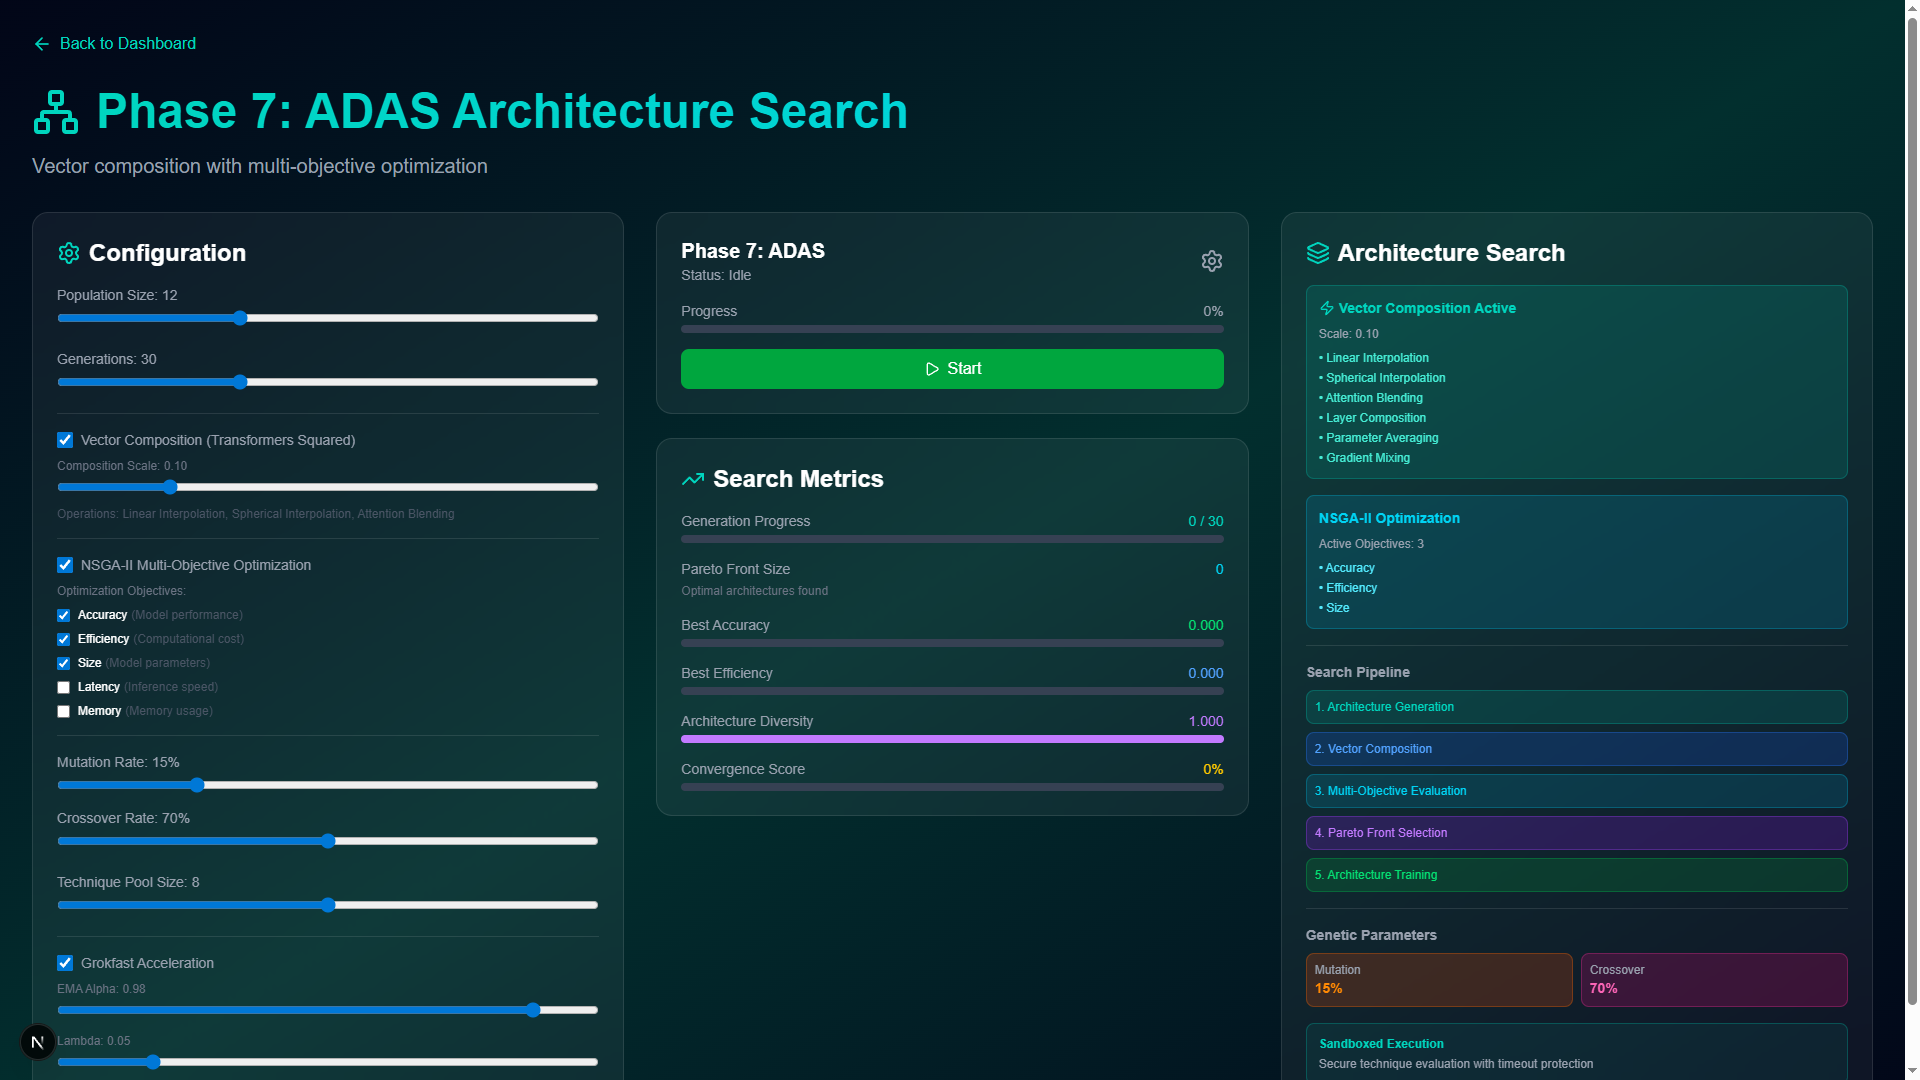 Back to Dashboard
Phase 7: ADAS Architecture Search
Vector composition with multi-objective optimization
Configuration
Population Size: 12
Generations: 30
Vector Composition (Transformers Squared)
Composition Scale: 0.10
Operations: Linear Interpolation, Spherical Interpolation, Attention Blending
NSGA-II Multi-Objective Optimization
Optimization Objectives:
Accuracy (Model performance)
Efficiency (Computational cost)
Size (Model parameters)
Latency (Inference speed)
Memory (Memory usage)
Mutation Rate: 15%
Crossover Rate: 70%
Technique Pool Size: 8
Grokfast Acceleration
EMA Alpha: 0.98
Lambda: 0.05
N
Phase 7: ADAS
Status: Idle
Progress 0%
Start
Search Metrics
Generation Progress 0 / 30
Pareto Front Size 0
Optimal architectures found
Best Accuracy 0.000
Best Efficiency 0.000
Architecture Diversity 1.000
Convergence Score 0%
Architecture Search
Vector Composition Active
Scale: 0.10
• Linear Interpolation
• Spherical Interpolation
• Attention Blending
• Layer Composition
• Parameter Averaging
• Gradient Mixing
NSGA-II Optimization
Active Objectives: 3
• Accuracy
• Efficiency
• Size
Search Pipeline
1. Architecture Generation
2. Vector Composition
3. Multi-Objective Evaluation
4. Pareto Front Selection
5. Architecture Training
Genetic Parameters
Mutation
15%
Crossover
70%
Sandboxed Execution
Secure technique evaluation with timeout protection